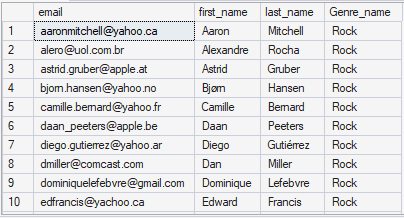 email first_name last_name Genre_name
1 aaronmitchell@yahoo.ca Aaron Mitchell Rock
2 alero@uol.com.br Alexandre Rocha Rock
3 astrid.gruber@apple.at Astrid Gruber Rock
4 bjorn.hansen@yahoo.no Bjørn Hansen Rock
5 camille.bernard@yahoo.fr Camille Bernard Rock
6 daan_peeters@apple.be Daan Peeters Rock
7 diego.gutierrez@yahoo.ar Diego Gutiérrez Rock
8 dmiller@comcast.com Dan Miller Rock
9 dominiquelefebvre@gmail.com Dominique Lefebvre Rock
10 edfrancis@yachoo.ca Edward Francis Rock